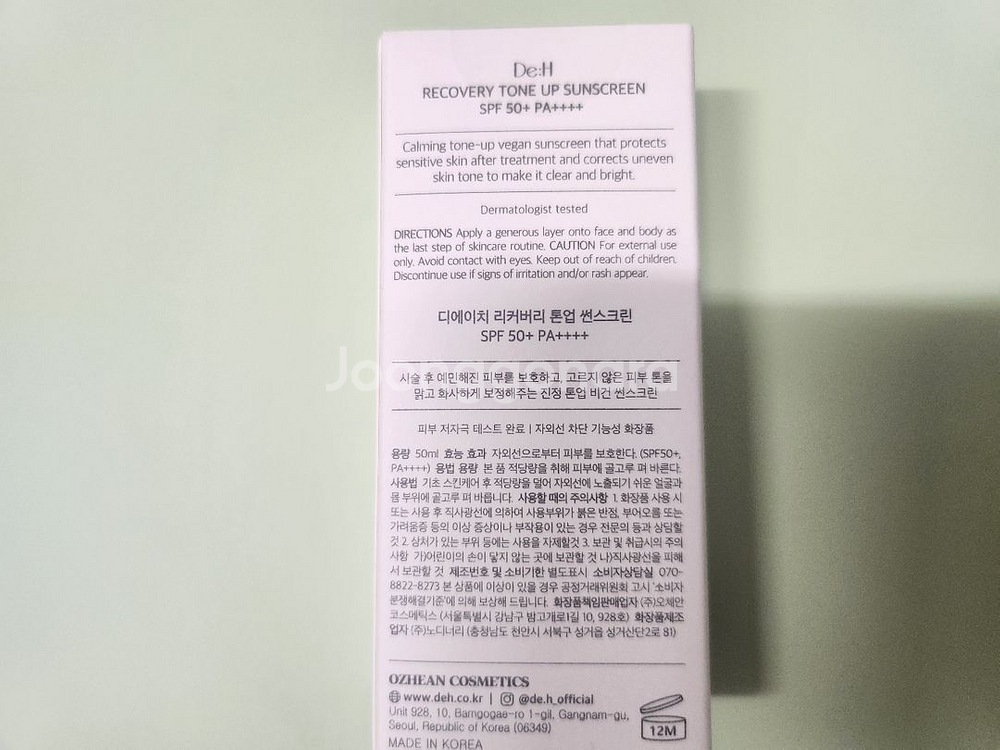 De:H
RECOVERY TONE UP SUNSCREEN
SPF 50+ PA++++
Calming tone-up vegan sunscreen that protects
sensitive skin after treatment and corrects uneven
skin tone to make it clear and bright.
Dermatologist tested
DIRECTIONS Apply a generous layer onto face and body as
the last step of skincare routine. CAUTION For external use
only. Avoid contact with eyes. Keep out of reach of children.
Discontinue use if signs of irritation and/or rash appear.
디에이치 리커버리 톤업 썬스크린
SPF 50+ PA++++
Joonggonara
시술 후 예민해진 피부를 보호하고, 고르지 않은 피부 톤을
맑고 화사하게 보정해주는 진정 톤업 비건 썬스크린
피부 저자극 테스트 완료 | 자외선 차단 기능성 화장품
용량 50ml 효능 효과 자외선으로부터 피부를 보호한다. (SPF50+,
PA++++) 용법 용량 본 품 적당량을 취해 피부에 골고루 펴 바른다.
사용법 기초 스킨케어 후 적당량을 덜어 자외선에 노출되기 쉬운 얼굴과
몸 부위에 골고루 펴 바릅니다. 사용할 때의 주의사항 1. 화장품 사용 시
또는 사용 후 직사광선에 의하여 사용부위가 붉은 반점, 부어오름 또는
가려움증 등의 이상 증상이나 부작용이 있는 경우 전문의 등과 상담할
것 2. 상처가 있는 부위 등에는 사용을 자제할것 3. 보관 및 취급시의 주의
사항 가)어린이의 손이 닿지 않는 곳에 보관할 것 나)직사광선을 피해
서 보관할 것 제조번호 및 소비기한 별도표시 소비자상담실 070-
8822-8273 본 상품에 이상이 있을 경우 공정거래위원회 고시 '소비자
분쟁해결기준'에 의해 보상해 드립니다. 화장품책임판매업자 (주)오체안
코스메틱스 (서울특별시 강남구 밤고개로1길 10, 928호) 화장품제조
업자 (주)노디너리 (충청남도 천안시 서북구 성거읍 성거산단2로 81)
OZHEAN COSMETICS
www.deh.co.kr | @de.h_official
Unit 928, 10, Bamgogae-ro 1-gil, Gangnam-gu,
Seoul, Republic of Korea (06349)
12M
MADE IN KOREA